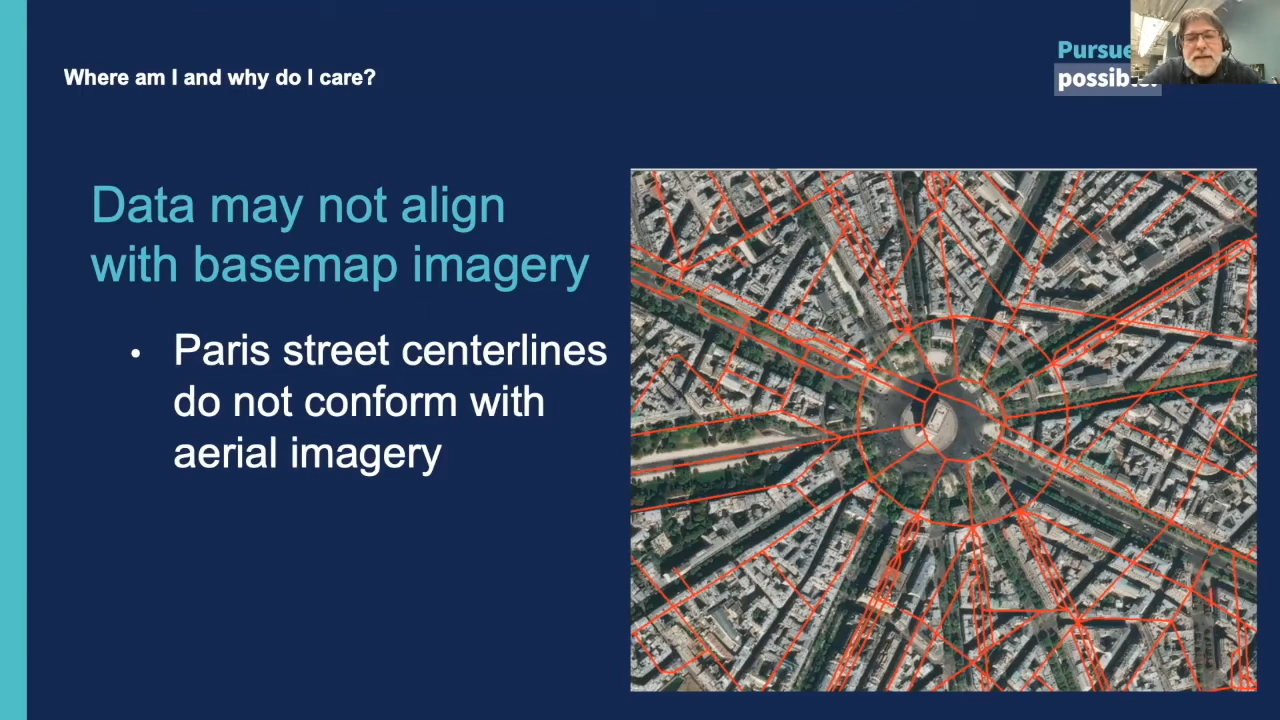 Where am I and why do I care?
Pursue
possible.
Data may not align
with basemap imagery
• Paris street centerlines
do not conform with
aerial imagery